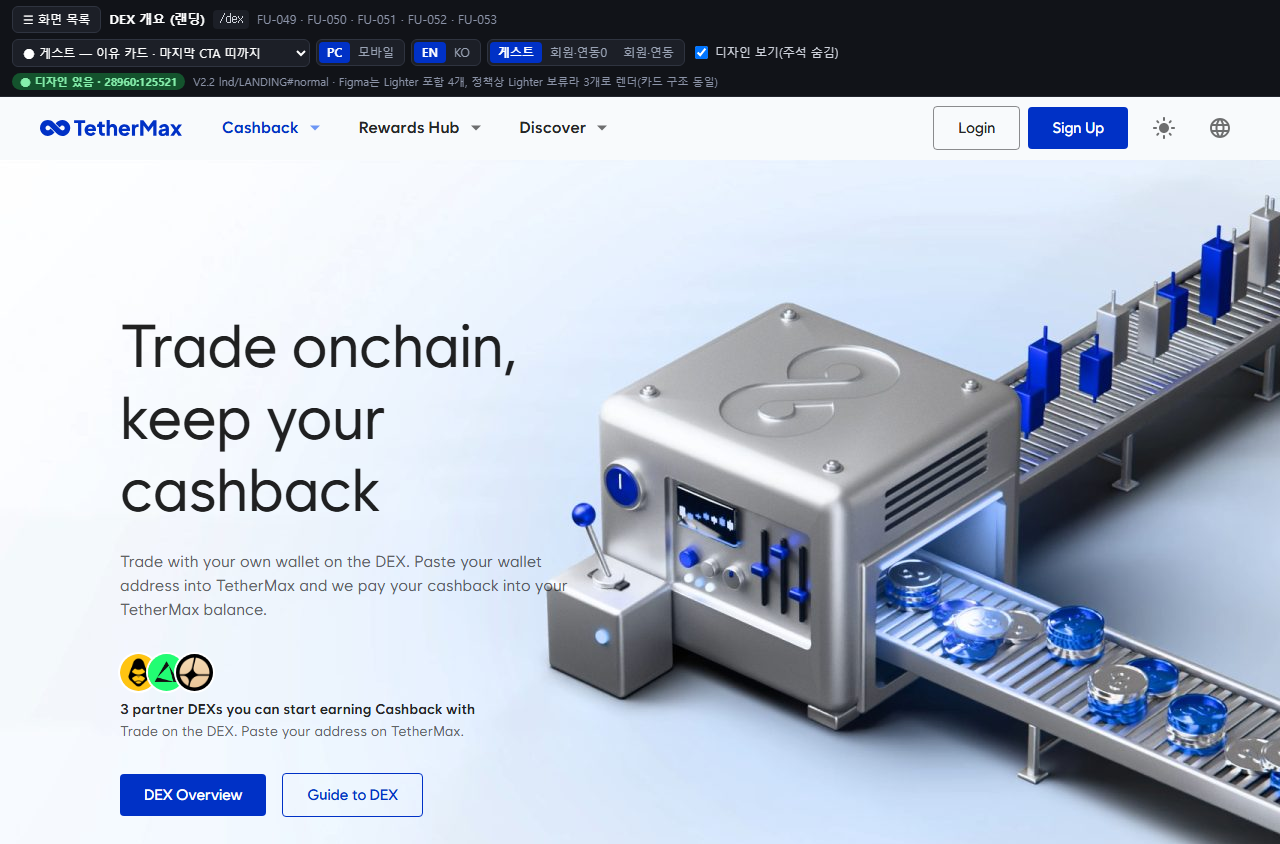 ☰ 화면 목록 DEX 개요 (랜딩) /dex FU-049 · FU-050 · FU-051 · FU-052 · FU-053
● 게스트 — 이유 카드 · 마지막 CTA 띠까지 PC 모바일 EN KO 게스트 회원·연동0 회원·연동 디자인 보기(주석 숨김)
● 디자인 있음 · 28960:125521 V2.2 lnd/LANDING#normal · Figma는 Lighter 포함 4개, 정책상 Lighter 보류라 3개로 렌더(카드 구조 동일)
TetherMax Cashback Rewards Hub Discover Login Sign Up
Trade onchain,
keep your
cashback
Trade with your own wallet on the DEX. Paste your wallet
address into TetherMax and we pay your cashback into your
TetherMax balance.
3 partner DEXs you can start earning Cashback with
Trade on the DEX. Paste your address on TetherMax.
DEX Overview Guide to DEX